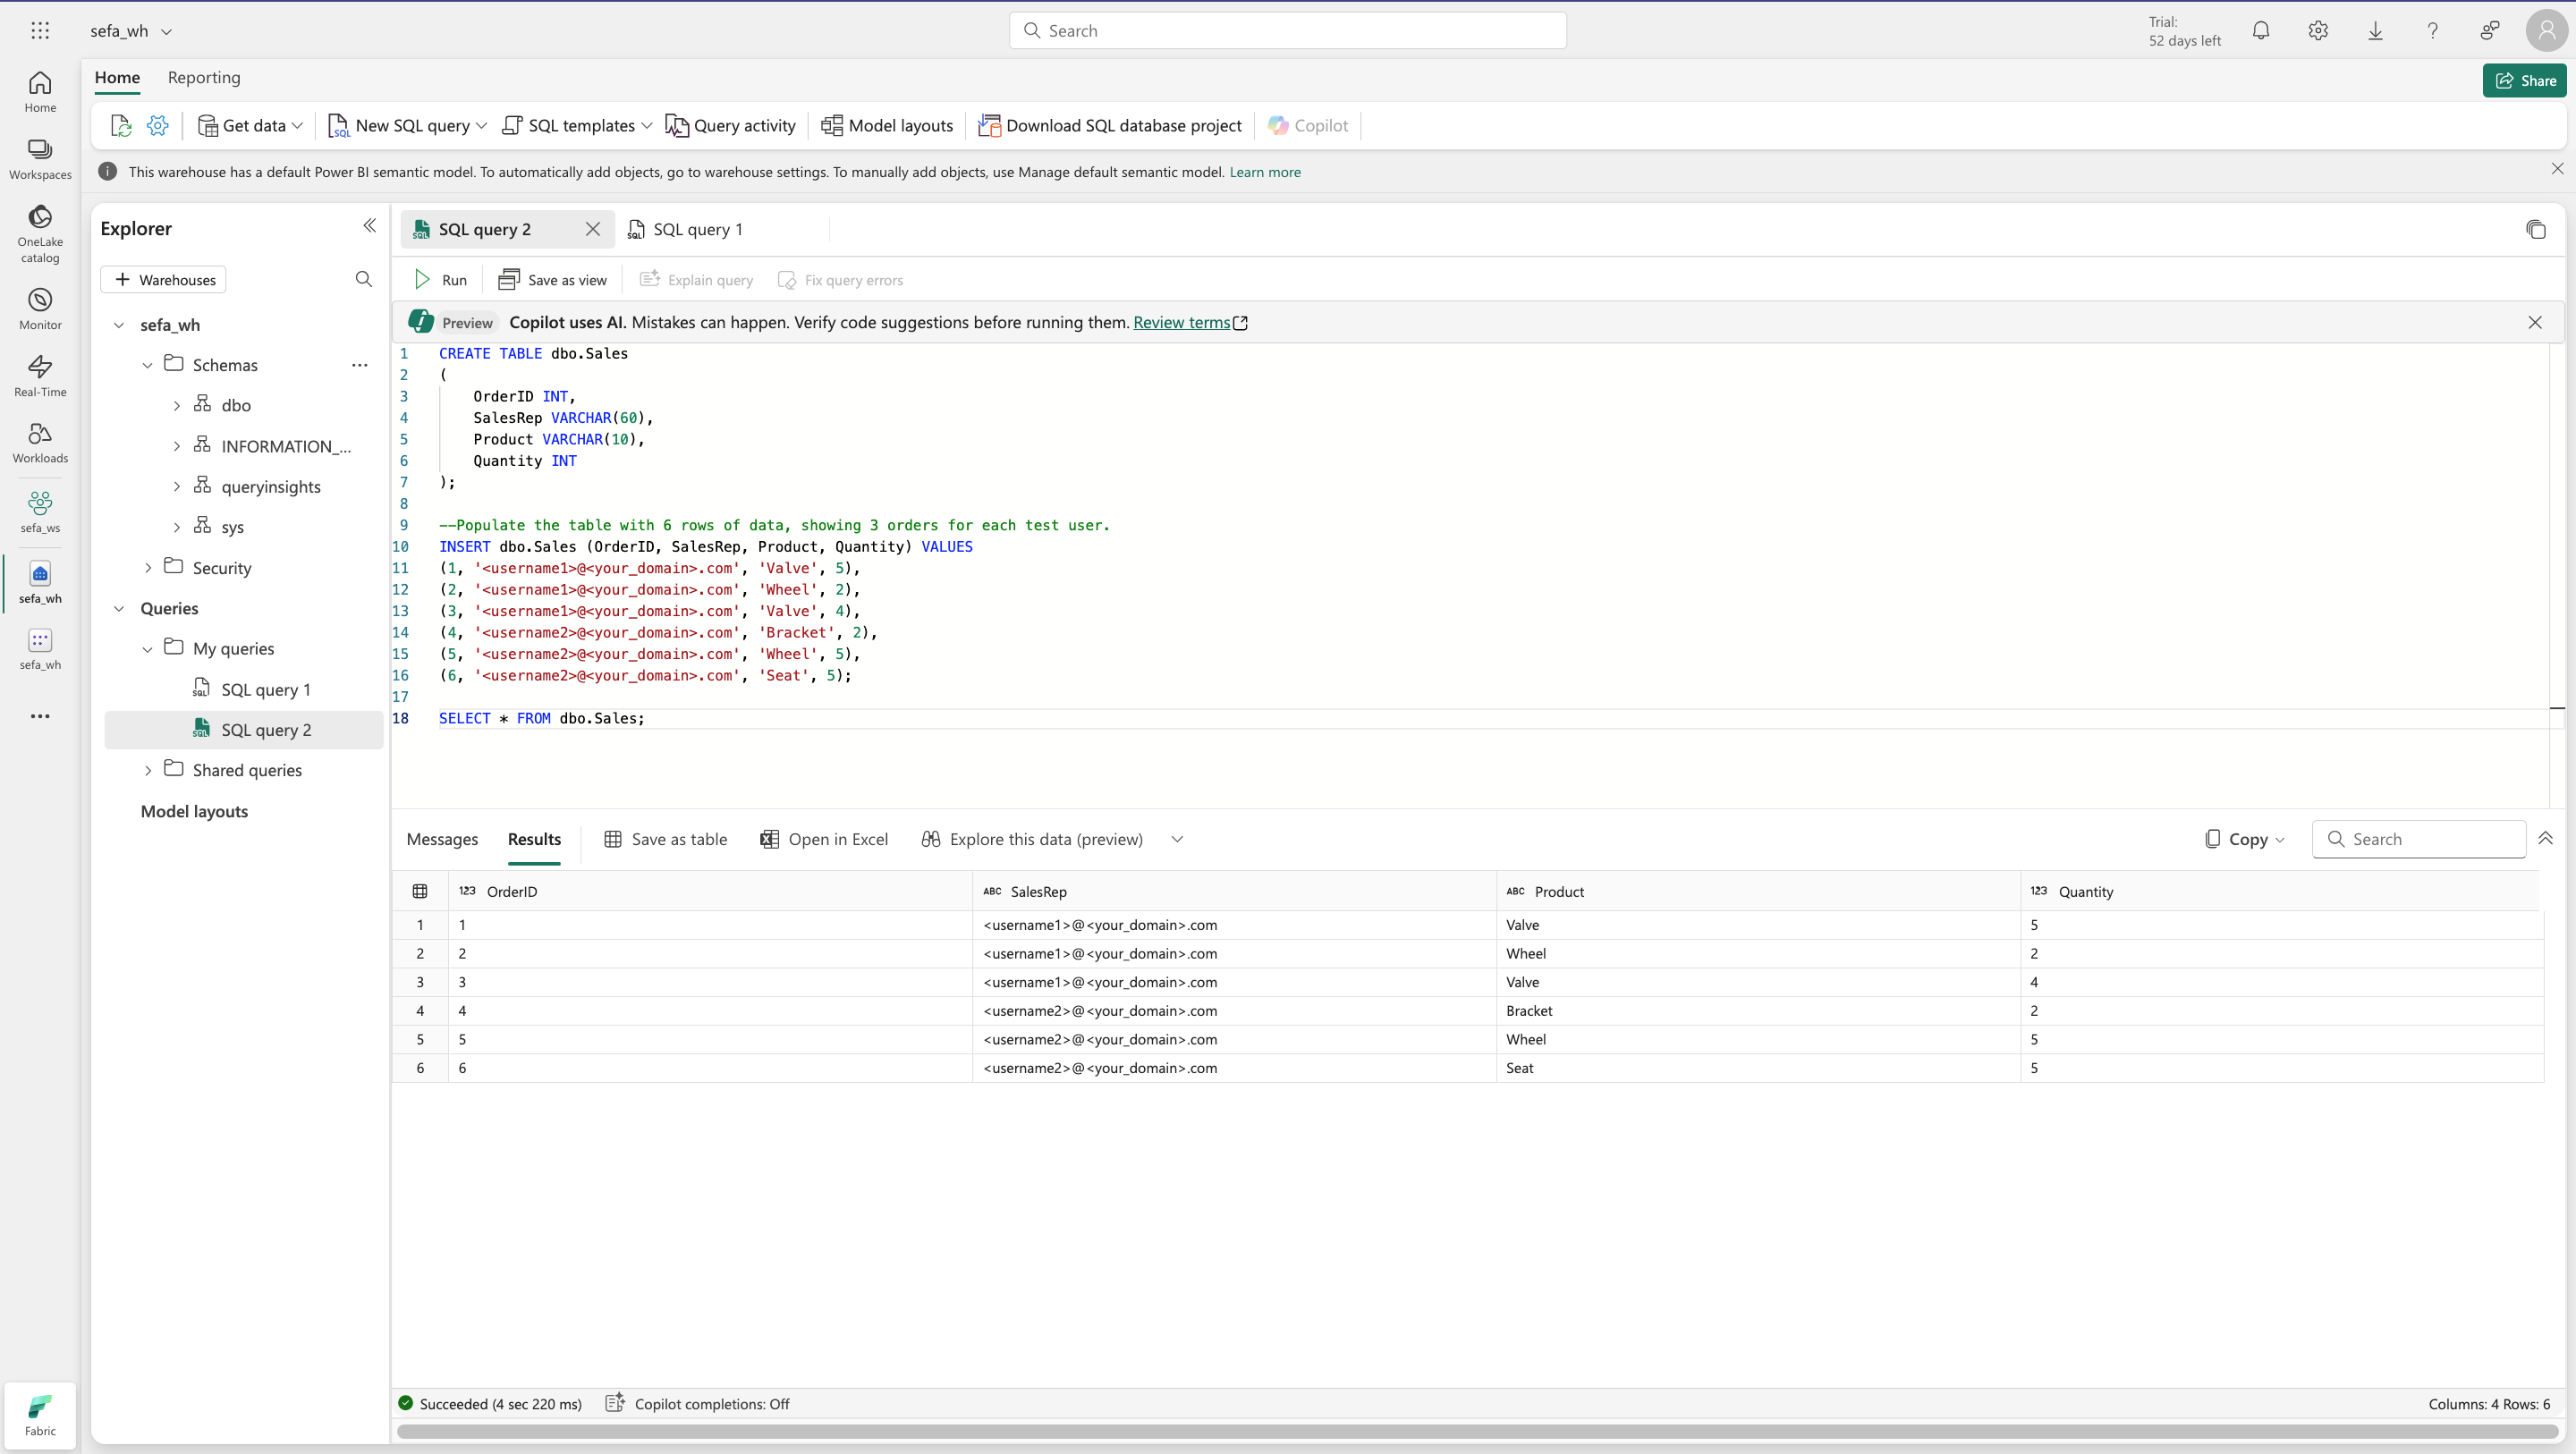 sefa_wh
Search
Trial:
52 days left
Home
Workspaces
OneLake
catalog
Monitor
Real-Time
Workloads
sefa_ws
sefa_wh
sefa_wh
Fabric
Home Reporting
Share
Get data New SQL query SQL templates Query activity Model layouts Download SQL database project Copilot
This warehouse has a default Power BI semantic model. To automatically add objects, go to warehouse settings. To manually add objects, use Manage default semantic model. Learn more
Explorer
+ Warehouses
sefa_wh
Schemas ...
dbo
INFORMATION_...
queryinsights
sys
Security
Queries
My queries
SQL query 1
SQL query 2
Shared queries
Model layouts
SQL query 2 SQL query 1
Run Save as view Explain query Fix query errors
Preview Copilot uses AI. Mistakes can happen. Verify code suggestions before running them. Review terms
1 CREATE TABLE dbo.Sales
2 (
3 OrderID INT,
4 SalesRep VARCHAR(60),
5 Product VARCHAR(10),
6 Quantity INT
7 );
8
9 --Populate the table with 6 rows of data, showing 3 orders for each test user.
10 INSERT dbo.Sales (OrderID, SalesRep, Product, Quantity) VALUES
11 (1, '<username1>@<your_domain>.com', 'Valve', 5),
12 (2, '<username1>@<your_domain>.com', 'Wheel', 2),
13 (3, '<username1>@<your_domain>.com', 'Valve', 4),
14 (4, '<username2>@<your_domain>.com', 'Bracket', 2),
15 (5, '<username2>@<your_domain>.com', 'Wheel', 5),
16 (6, '<username2>@<your_domain>.com', 'Seat', 5);
17
18 SELECT * FROM dbo.Sales;
Messages Results Save as table Open in Excel Explore this data (preview) Copy Search
123 OrderID ABC SalesRep ABC Product 123 Quantity
1 1 <username1>@<your_domain>.com Valve 5
2 2 <username1>@<your_domain>.com Wheel 2
3 3 <username1>@<your_domain>.com Valve 4
4 4 <username2>@<your_domain>.com Bracket 2
5 5 <username2>@<your_domain>.com Wheel 5
6 6 <username2>@<your_domain>.com Seat 5
Succeeded (4 sec 220 ms) Copilot completions: Off Columns: 4 Rows: 6